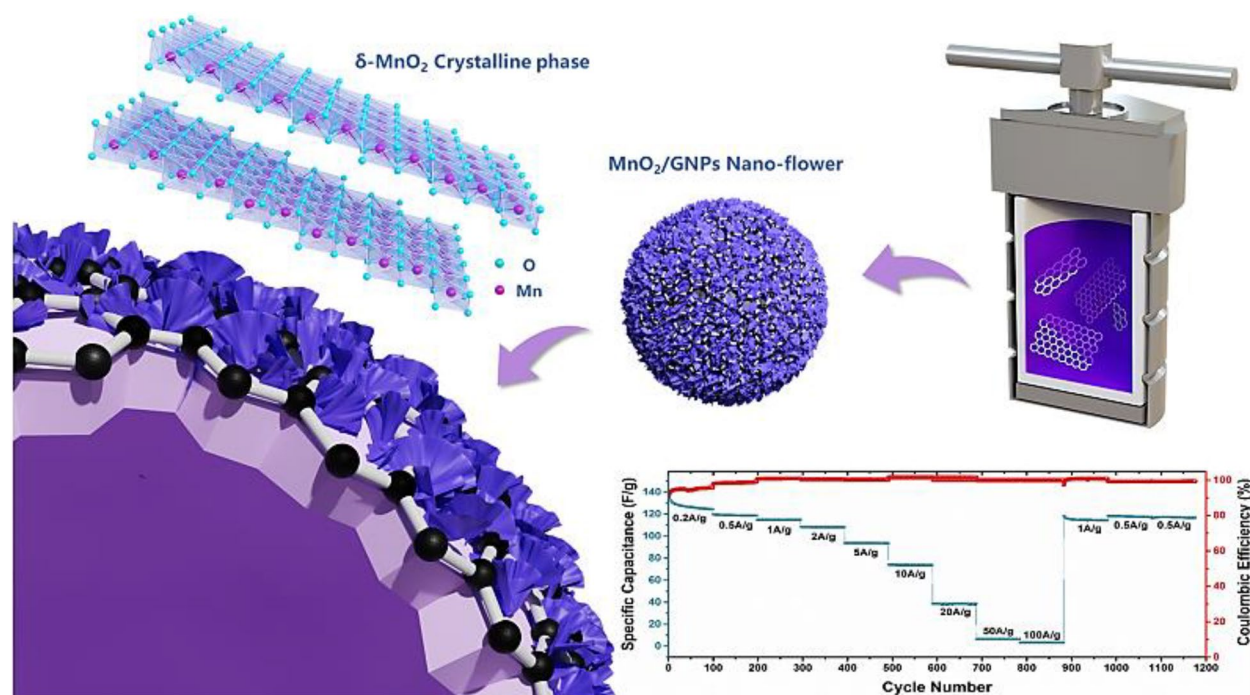 δ-MnO₂ Crystalline phase
MnO₂/GNPs Nano-flower
O
Mn
Specific Capacitance (F/g)
140
120
100
80
60
40
20
0
0.2A/g
0.5A/g
1A/g
2A/g
5A/g
10A/g
20A/g
50A/g
100A/g
1A/g
0.5A/g
0.5A/g
100
80
60
40
20
0
Coulombic Efficiency (%)
0 100 200 300 400 500 600 700 800 900 1000 1100 1200
Cycle Number